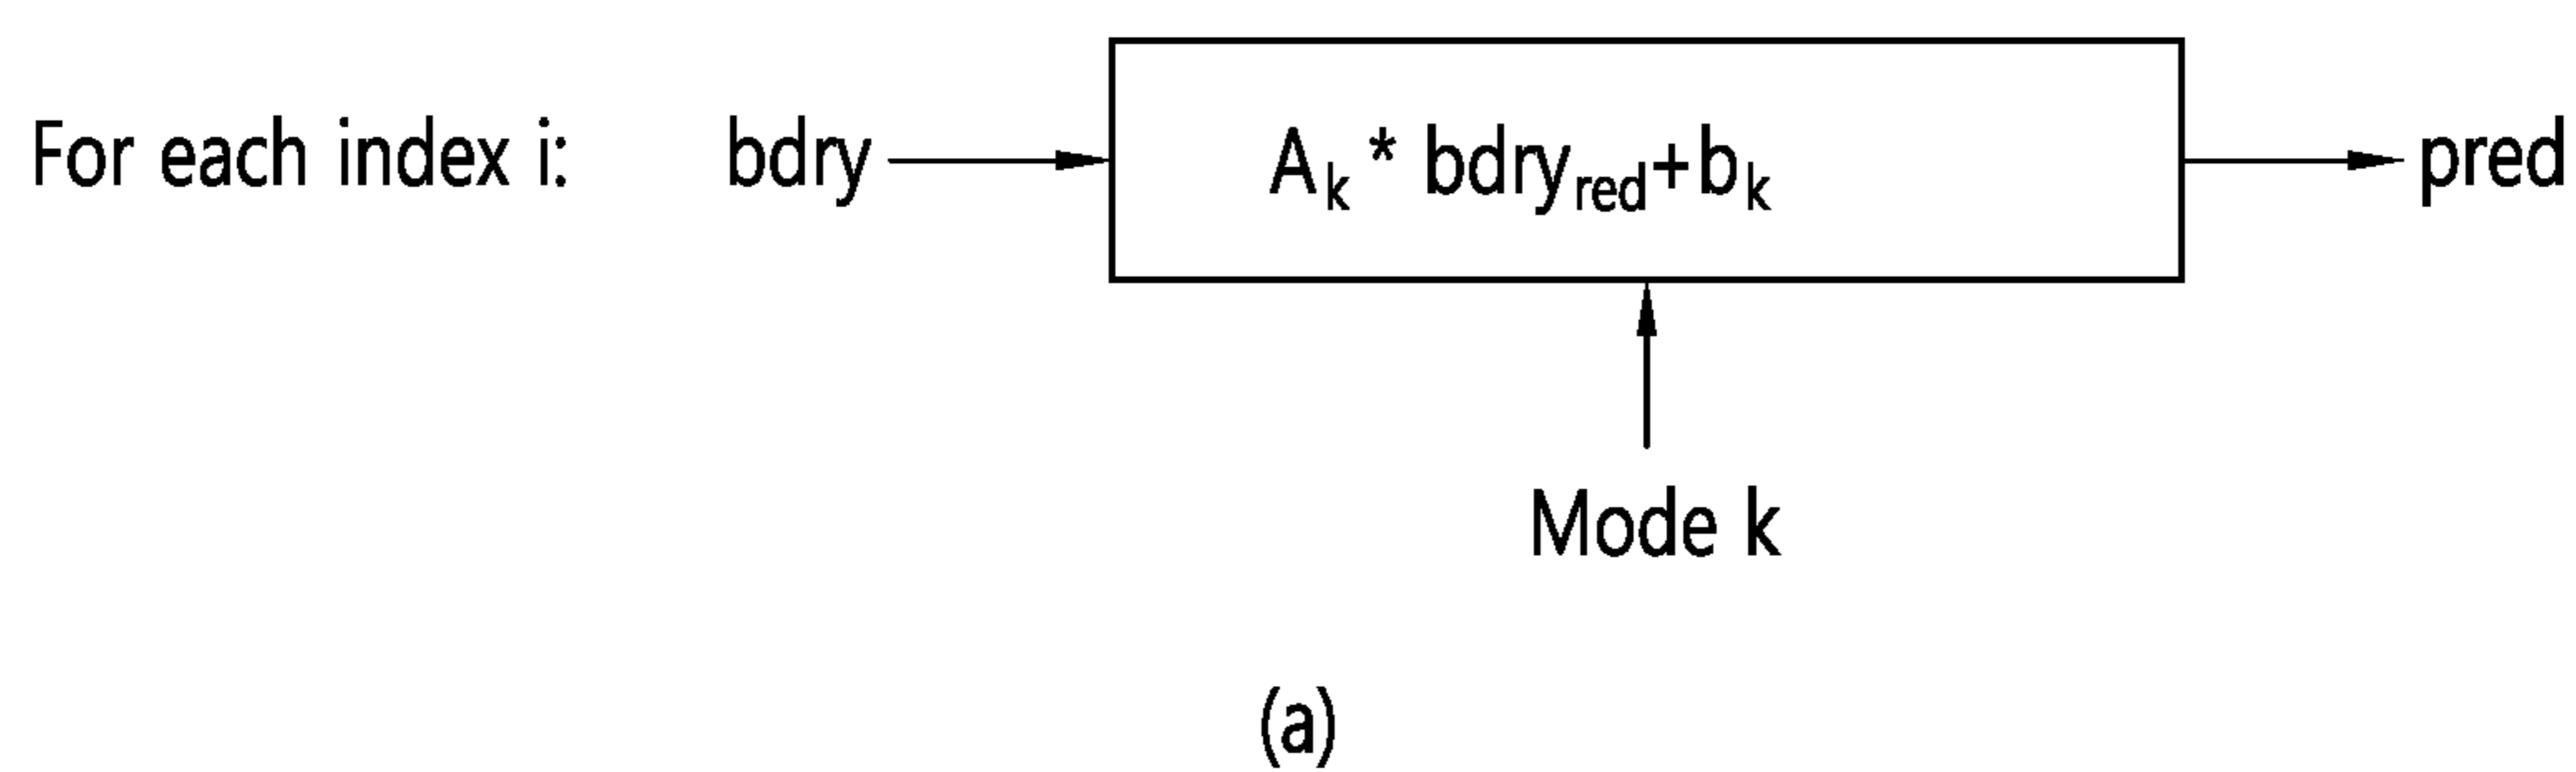 For each index i: bdry A_k * bdry_red+b_k pred
Mode k
(a)